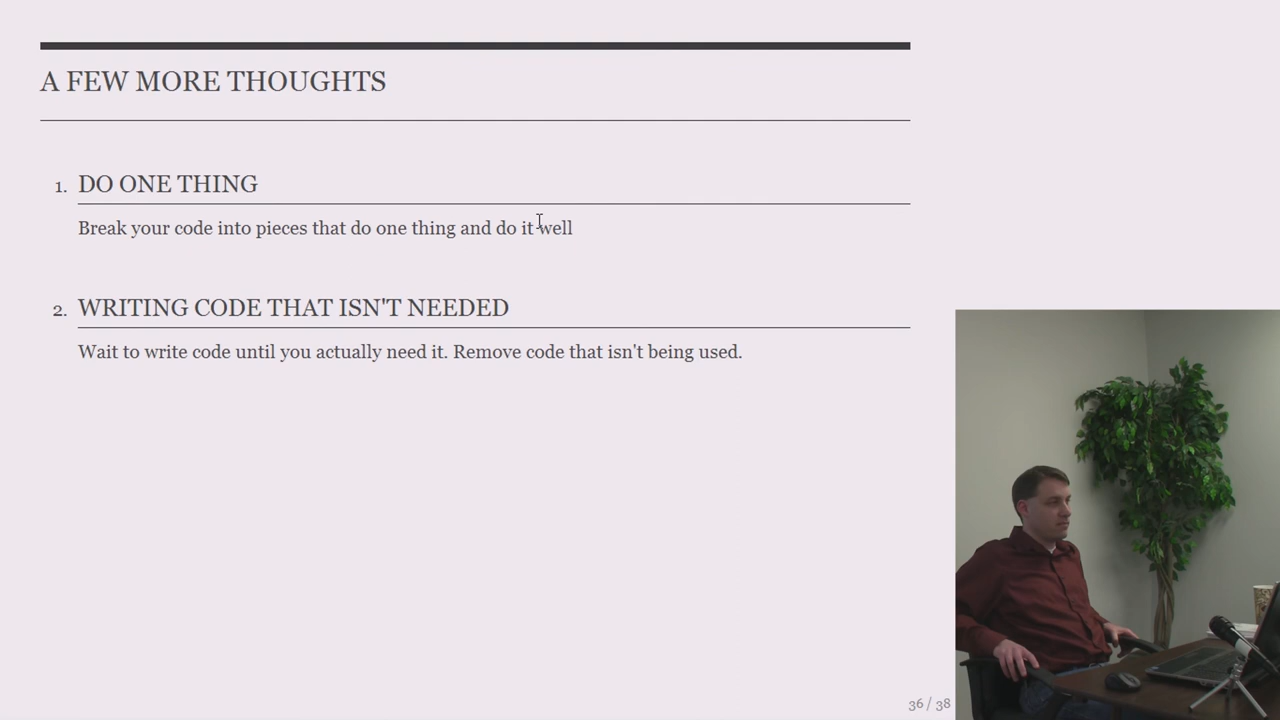 A FEW MORE THOUGHTS
1. DO ONE THING
Break your code into pieces that do one thing and do it well
2. WRITING CODE THAT ISN'T NEEDED
Wait to write code until you actually need it. Remove code that isn't being used.
36 / 38